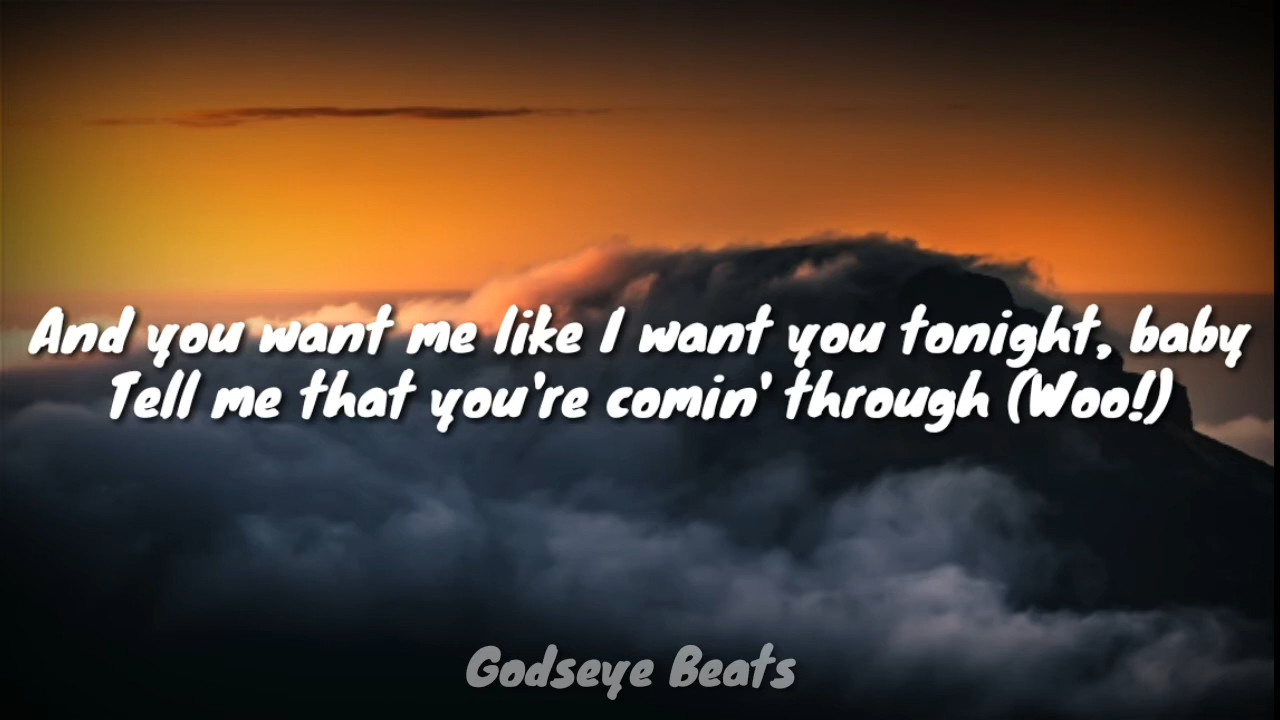 And you want me like I want you tonight, baby
Tell me that you're comin' through (Woo!)
Godseye Beats